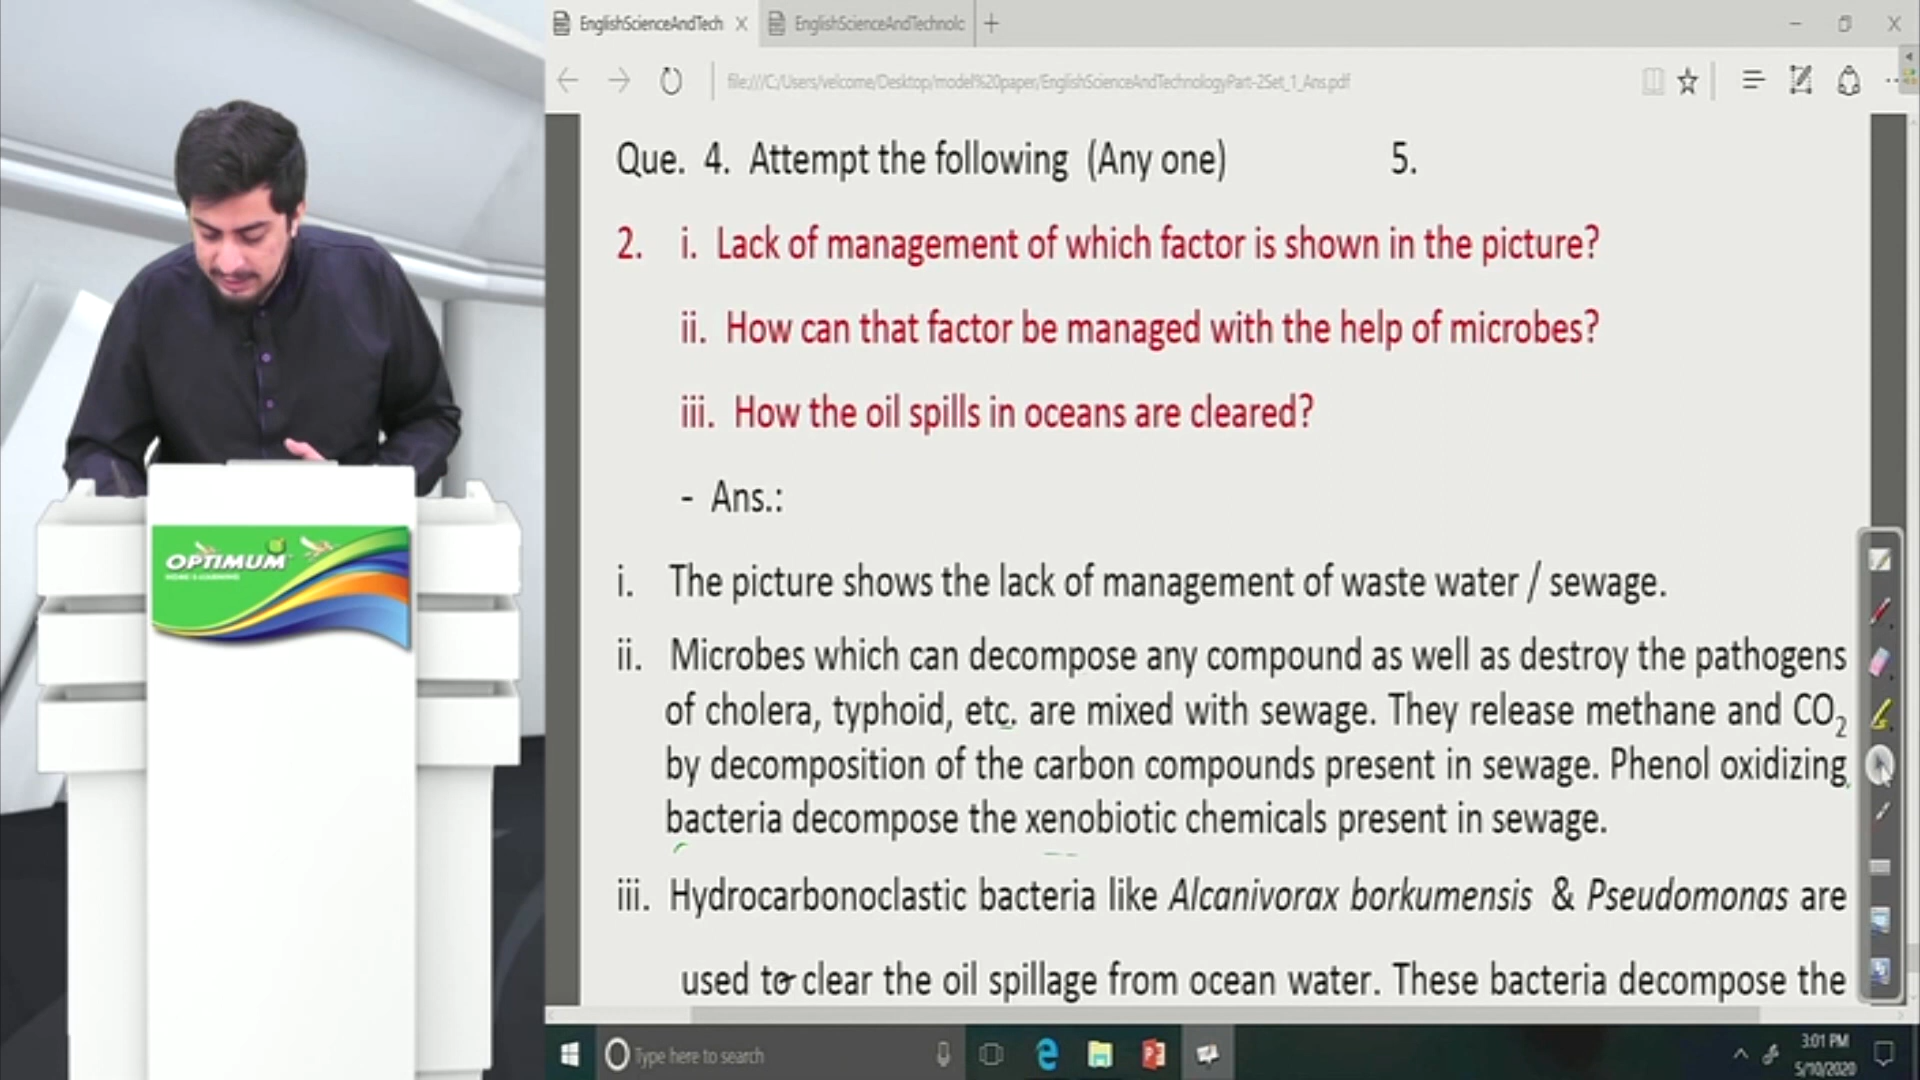 EnglishScienceAndTech
EnglishScienceAndTechnolc
file:///C:/Users/velcome/Desktop/model%20paper/EnglishScienceAndTechnologyPart-2Set_1_Ans.pdf
Que. 4. Attempt the following (Any one) 5.
2. i. Lack of management of which factor is shown in the picture?
ii. How can that factor be managed with the help of microbes?
iii. How the oil spills in oceans are cleared?
- Ans.:
i. The picture shows the lack of management of waste water / sewage.
ii. Microbes which can decompose any compound as well as destroy the pathogens
of cholera, typhoid, etc. are mixed with sewage. They release methane and CO₂
by decomposition of the carbon compounds present in sewage. Phenol oxidizing
bacteria decompose the xenobiotic chemicals present in sewage.
iii. Hydrocarbonoclastic bacteria like Alcanivorax borkumensis & Pseudomonas are
used to clear the oil spillage from ocean water. These bacteria decompose the
OPTIMUM
Type here to search
3:01 PM
5/10/2020